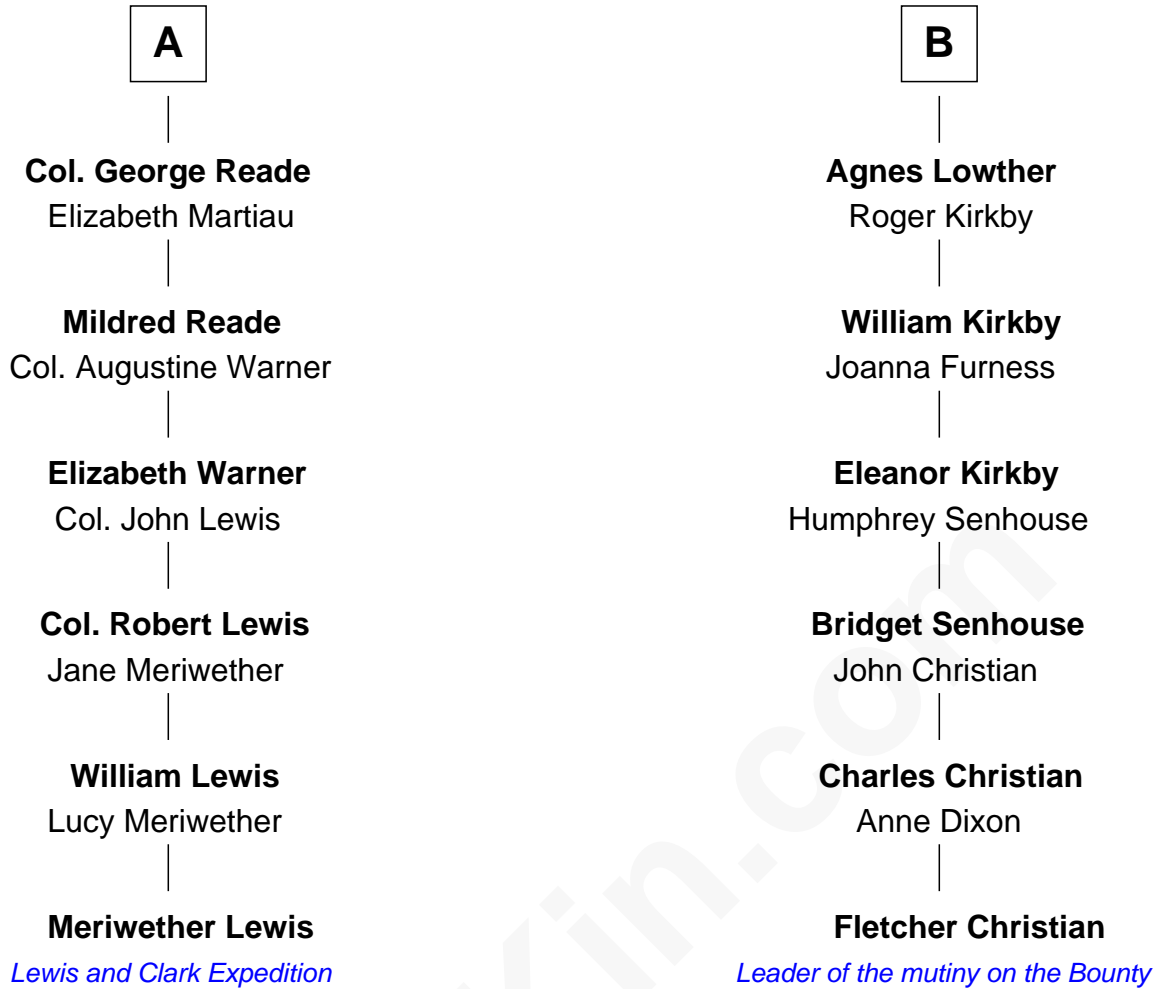 A
Col. George Reade
Elizabeth Martiau
Mildred Reade
Col. Augustine Warner
Elizabeth Warner
Col. John Lewis
Col. Robert Lewis
Jane Meriwether
William Lewis
Lucy Meriwether
Meriwether Lewis
Lewis and Clark Expedition
B
Agnes Lowther
Roger Kirkby
William Kirkby
Joanna Furness
Eleanor Kirkby
Humphrey Senhouse
Bridget Senhouse
John Christian
Charles Christian
Anne Dixon
Fletcher Christian
Leader of the mutiny on the Bounty